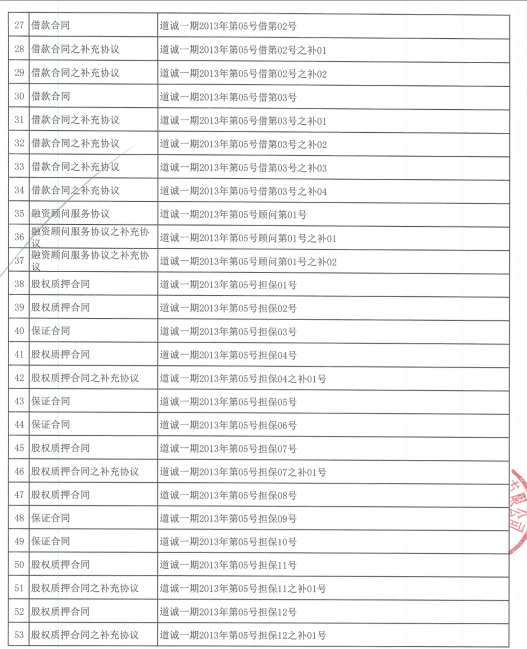 27 借款合同 道诚一期2013年第05号借第02号
28 借款合同之补充协议 道诚一期2013年第05号借第02号之补01
29 借款合同之补充协议 道诚一期2013年第05号借第02号之补02
30 借款合同 道诚一期2013年第05号借第03号
31 借款合同之补充协议 道诚一期2013年第05号借第03号之补01
32 借款合同之补充协议 道诚一期2013年第05号借第03号之补02
33 借款合同之补充协议 道诚一期2013年第05号借第03号之补03
34 借款合同之补充协议 道诚一期2013年第05号借第03号之补04
35 融资顾问服务协议 道诚一期2013年第05号顾问第01号
36 融资顾问服务协议之补充协
议 道诚一期2013年第05号顾问第01号之补01
37 融资顾问服务协议之补充协
议 道诚一期2013年第05号顾问第01号之补02
38 股权质押合同 道诚一期2013年第05号担保01号
39 股权质押合同 道诚一期2013年第05号担保02号
40 保证合同 道诚一期2013年第05号担保03号
41 股权质押合同 道诚一期2013年第05号担保04号
42 股权质押合同之补充协议 道诚一期2013年第05号担保04之补01号
43 保证合同 道诚一期2013年第05号担保05号
44 保证合同 道诚一期2013年第05号担保06号
45 股权质押合同 道诚一期2013年第05号担保07号
46 股权质押合同之补充协议 道诚一期2013年第05号担保07之补01号
47 股权质押合同 道诚一期2013年第05号担保08号
48 保证合同 道诚一期2013年第05号担保09号
49 保证合同 道诚一期2013年第05号担保10号
50 股权质押合同 道诚一期2013年第05号担保11号
51 股权质押合同之补充协议 道诚一期2013年第05号担保11之补01号
52 股权质押合同 道诚一期2013年第05号担保12号
53 股权质押合同之补充协议 道诚一期2013年第05号担保12之补01号
限公司